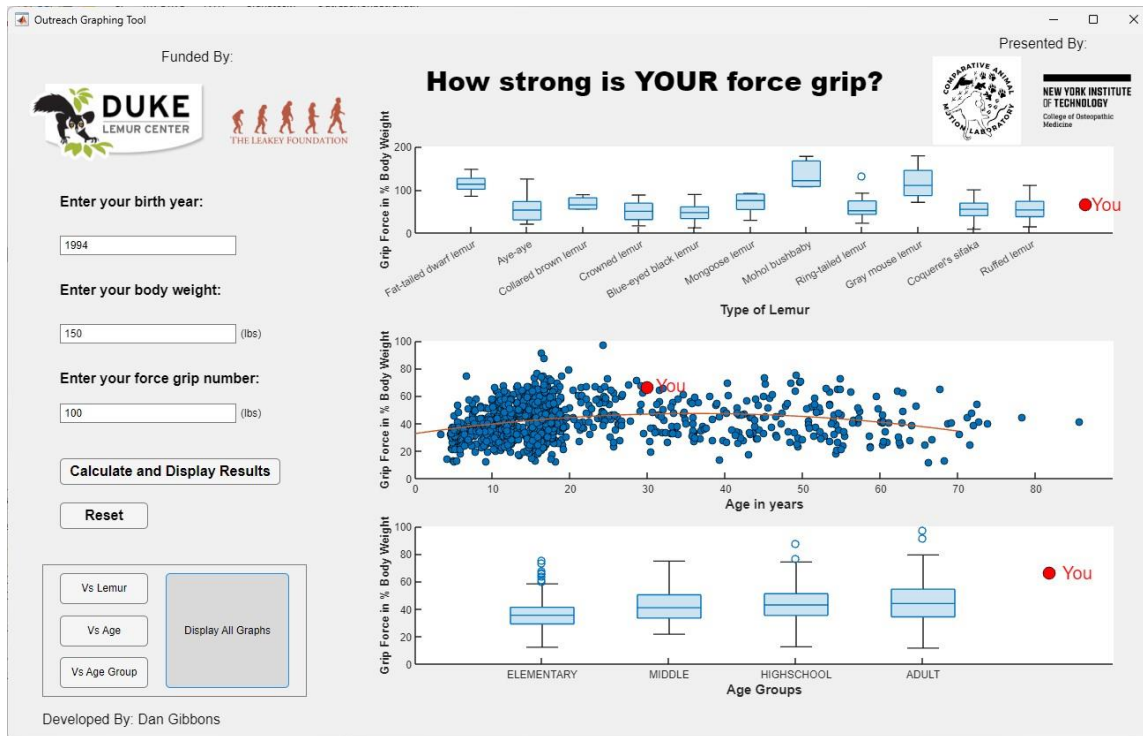 Outreach Graphing Tool
Funded By:
Presented By:
DUKE
LEMUR CENTER
THE LEAKEY FOUNDATION
How strong is YOUR force grip?
COMPARATIVE ANIMAL
MOTION LABORATORY
NEW YORK INSTITUTE
OF TECHNOLOGY
College of Osteopathic
Medicine
Enter your birth year:
1994
Enter your body weight:
150 (lbs)
Enter your force grip number:
100 (lbs)
Calculate and Display Results
Reset
Vs Lemur
Vs Age
Vs Age Group
Display All Graphs
Developed By: Dan Gibbons
Grip Force in % Body Weight
200
100
0
You
Fat-tailed dwarf lemur
Aye-aye
Collared brown lemur
Crowned lemur
Blue-eyed black lemur
Mongoose lemur
Mohol bushbaby
Ring-tailed lemur
Gray mouse lemur
Coquerel's sifaka
Ruffed lemur
Type of Lemur
Grip Force in % Body Weight
100
80
60
40
20
0
You
0 10 20 30 40 50 60 70 80
Age in years
Grip Force in % Body Weight
100
80
60
40
20
0
You
ELEMENTARY MIDDLE HIGHSCHOOL ADULT
Age Groups